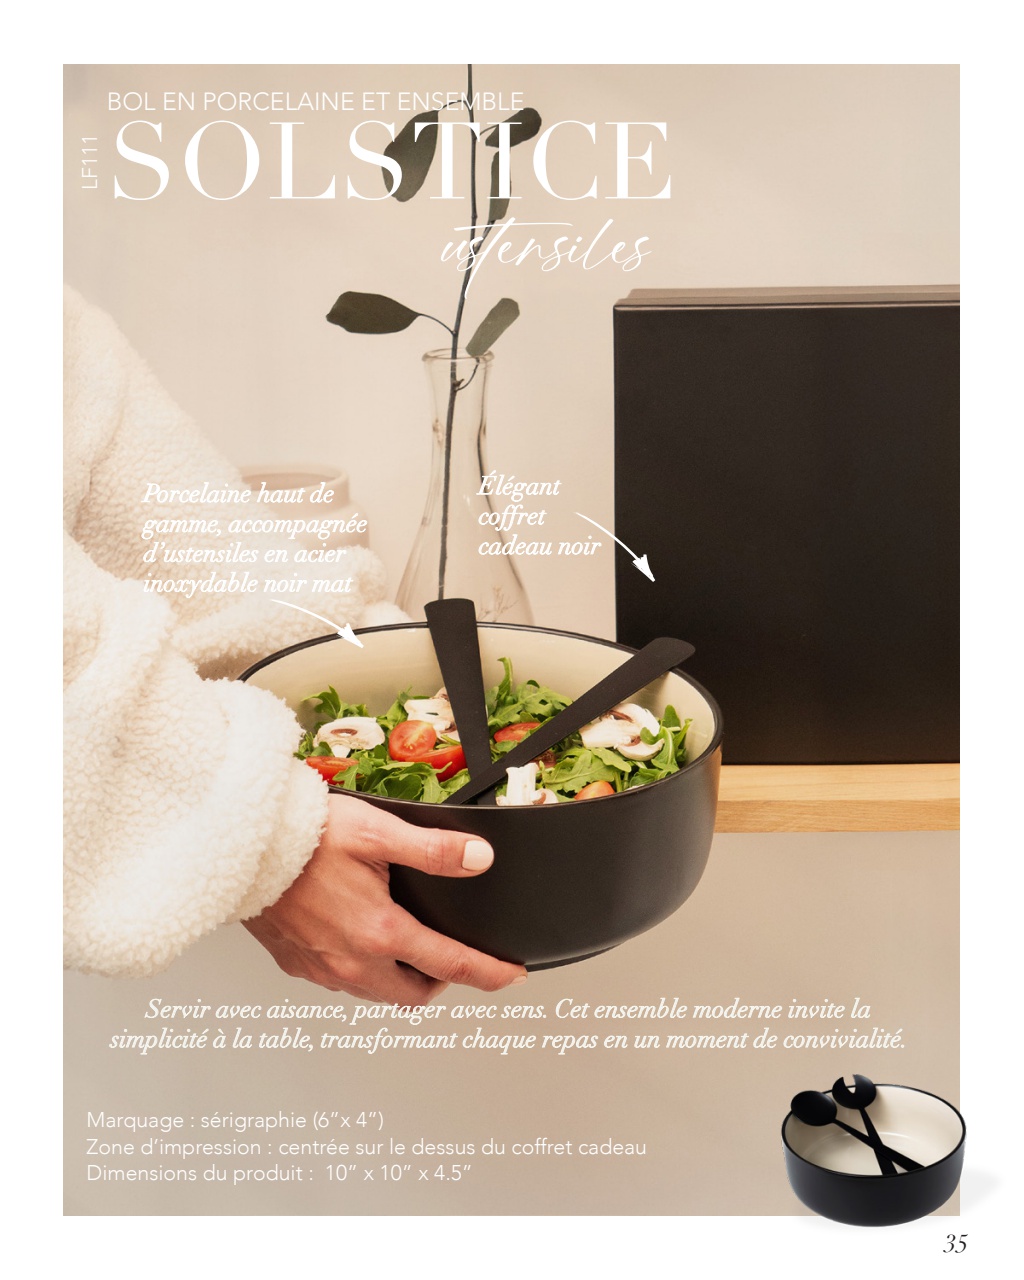 BOL EN PORCELAINE ET ENSEMBLE
LF111
SOLSTICE
ustensiles
Porcelaine haut de
gamme, accompagnée
d’ustensiles en acier
inoxydable noir mat
Élégant
coffret
cadeau noir
Servir avec aisance, partager avec sens. Cet ensemble moderne invite la
simplicité à la table, transformant chaque repas en un moment de convivialité.
Marquage : sérigraphie (6”x 4”)
Zone d’impression : centrée sur le dessus du coffret cadeau
Dimensions du produit : 10” x 10” x 4.5”
35